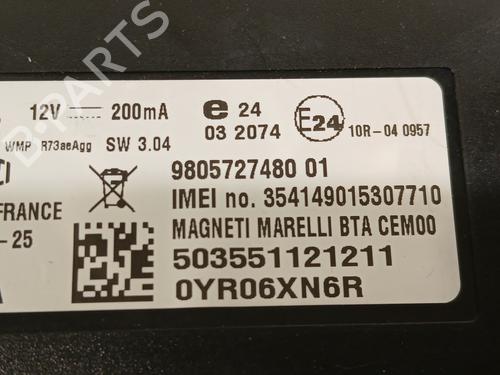 12V 200mA e 24 E24
03 2074 10R-04 0957
WMP R73aeAgg SW 3.04
9805727480 01
IMEI no. 354149015307710
FRANCE MAGNETI MARELLI BTA CEM00
- 25 503551121211
0YR06XN6R
B-PARTS